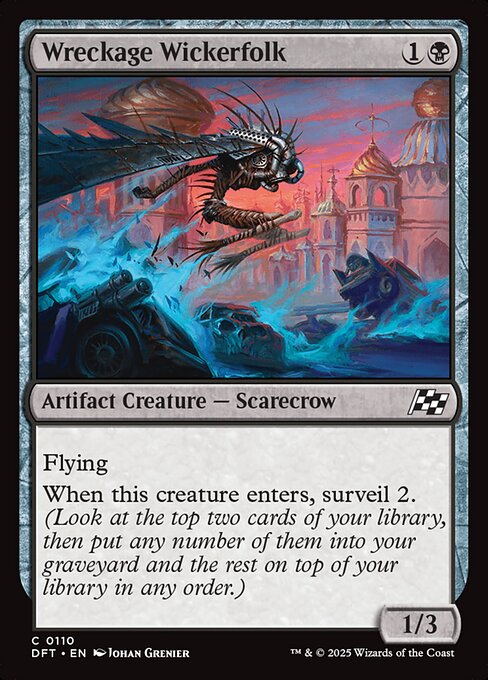 Wreckage Wickerfolk 1
Artifact Creature — Scarecrow
Flying
When this creature enters, surveil 2.
(Look at the top two cards of your library,
then put any number of them into your
graveyard and the rest on top of your
library in any order.)
1/3
C 0110
DFT • EN Johan Grenier
™ & © 2025 Wizards of the Coast